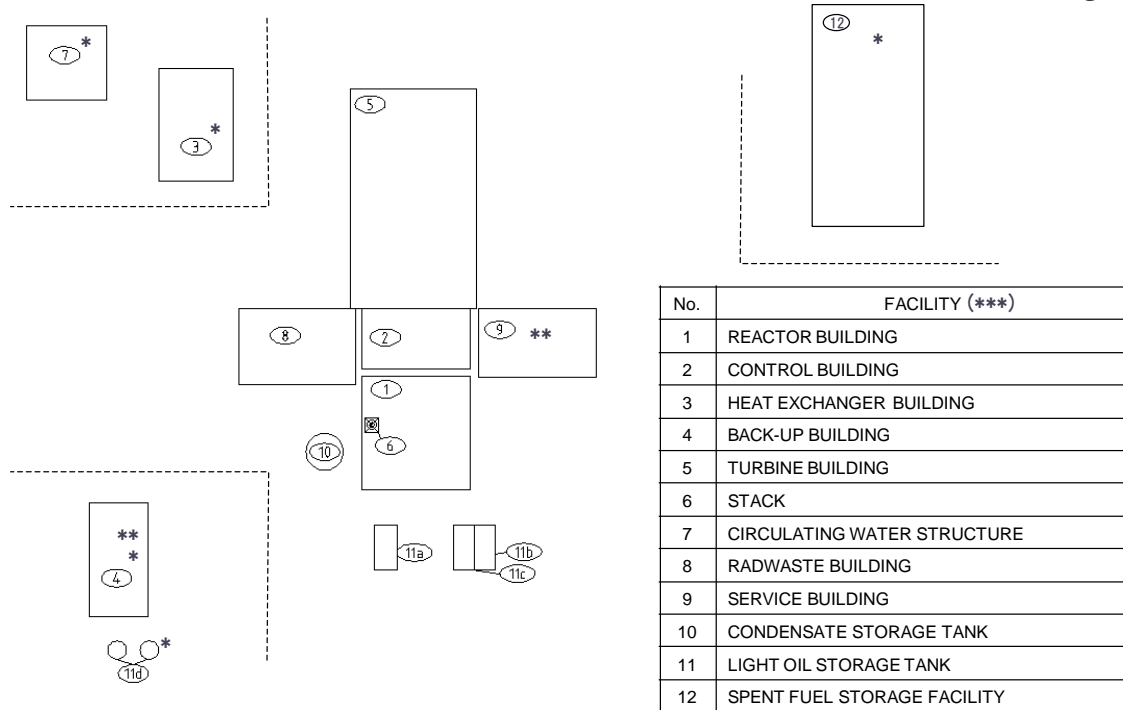 7 *
12
*
5
3 *
No. FACILITY (***)
8
2
9 **
1 REACTOR BUILDING
1
2 CONTROL BUILDING
3 HEAT EXCHANGER BUILDING
10
6
4 BACK-UP BUILDING
5 TURBINE BUILDING
6 STACK
**
*
4
11a
11b
11c
7 CIRCULATING WATER STRUCTURE
8 RADWASTE BUILDING
9 SERVICE BUILDING
*
11d
10 CONDENSATE STORAGE TANK
11 LIGHT OIL STORAGE TANK
12 SPENT FUEL STORAGE FACILITY